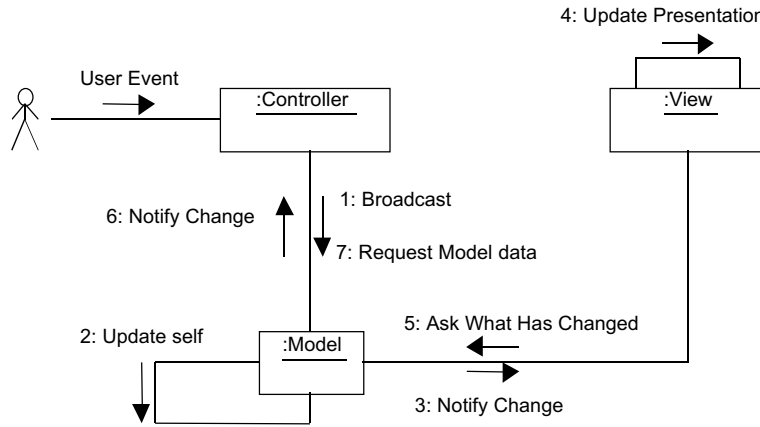 4: Update Presentation
User Event
:Controller
:View
1: Broadcast
6: Notify Change
7: Request Model data
5: Ask What Has Changed
2: Update self
:Model
3: Notify Change